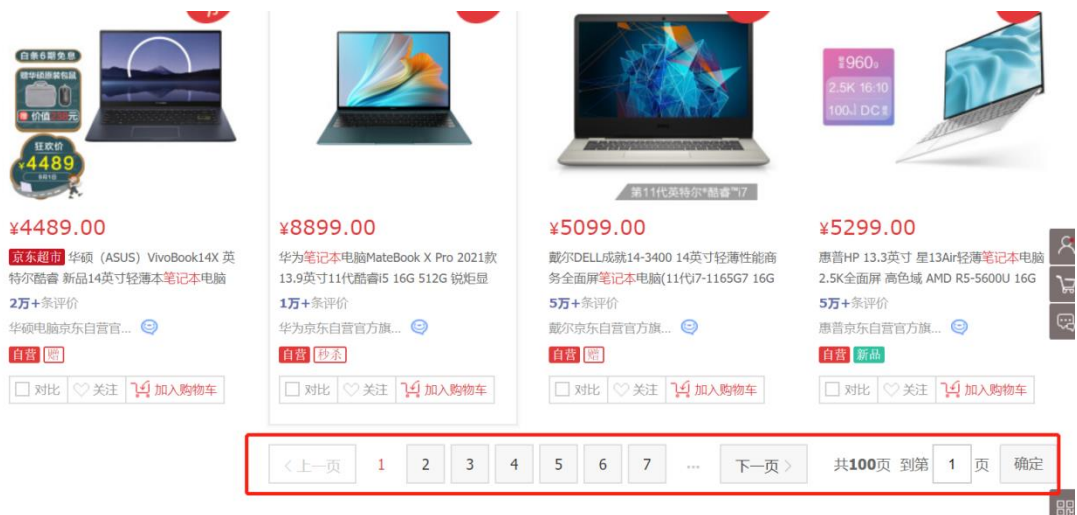 白条6期免息
赠华硕原装包鼠
价值238元
狂欢价
¥4489
960g
2.5K 16:10
100% DC
第11代英特尔®酷睿™i7
¥4489.00
京东超市 华硕（ASUS）VivoBook14X 英
特尔酷睿 新品14英寸轻薄本笔记本电脑
2万+条评价
华硕电脑京东自营官...
自营 赠
对比 关注 加入购物车
¥8899.00
华为笔记本电脑MateBook X Pro 2021款
13.9英寸11代酷睿i5 16G 512G 锐炬显
1万+条评价
华为京东自营官方旗...
自营 秒杀
对比 关注 加入购物车
¥5099.00
戴尔DELL成就14-3400 14英寸轻薄性能商
务全面屏笔记本电脑(11代i7-1165G7 16G
5万+条评价
戴尔京东自营官方旗...
自营 赠
对比 关注 加入购物车
¥5299.00
惠普HP 13.3英寸 星13Air轻薄笔记本电脑
2.5K全面屏 高色域 AMD R5-5600U 16G
5万+条评价
惠普京东自营官方旗...
自营 新品
对比 关注 加入购物车
<上一页 1 2 3 4 5 6 7 ... 下一页> 共100页 到第 1 页 确定